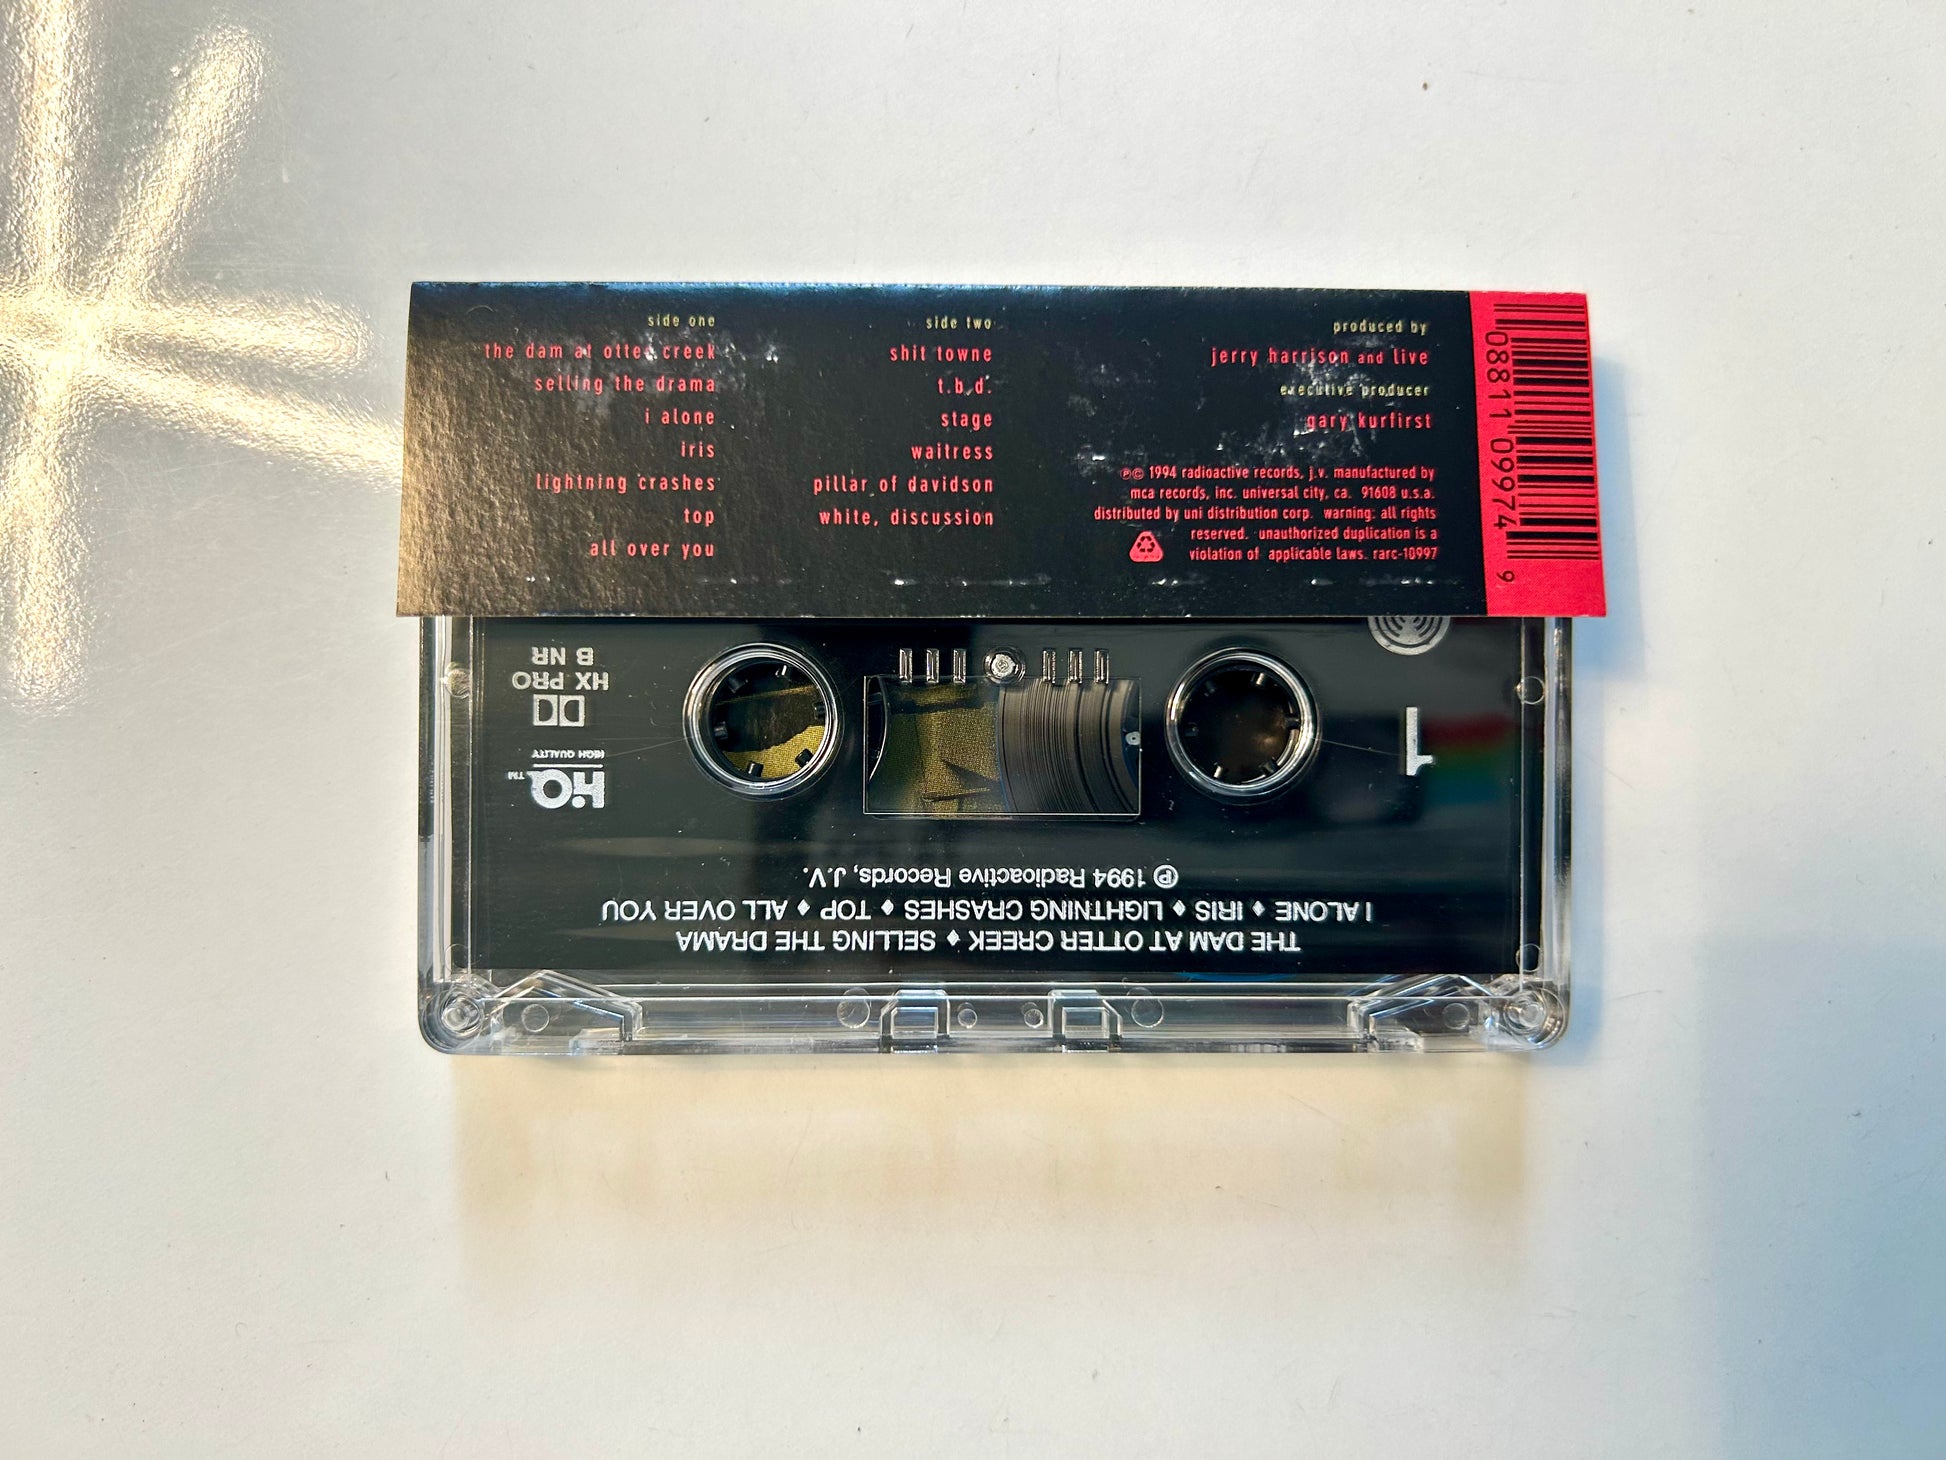 side one
the dam at otter creek
selling the drama
i alone
iris
lightning crashes
top
all over you
side two
shit towne
t.b.d.
stage
waitress
pillar of davidson
white, discussion
produced by
jerry harrison and live
executive producer
gary kurfirst
℗© 1994 radioactive records, j.v. manufactured by
mca records, inc. universal city, ca. 91608 u.s.a.
distributed by uni distribution corp. warning: all rights
reserved. unauthorized duplication is a
violation of applicable laws. rarc-10997
08811 09974 9
THE DAM AT OTTER CREEK ♦ SELLING THE DRAMA
I ALONE ♦ IRIS ♦ LIGHTNING CRASHES ♦ TOP ♦ ALL OVER YOU
℗ 1994 Radioactive Records, J.V.
1
hQ™
HIGH QUALITY
HX PRO
B NR